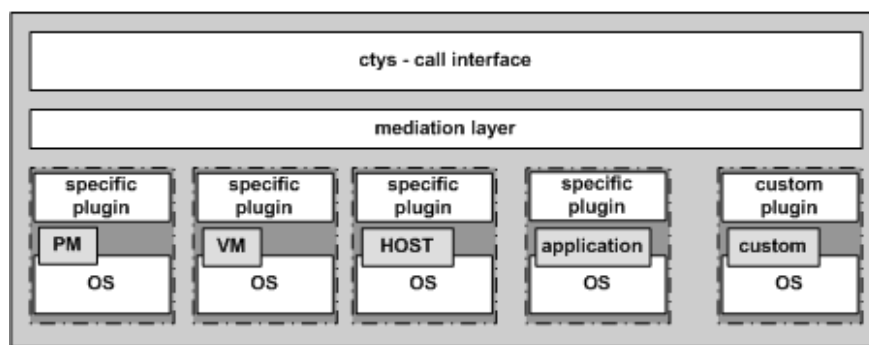 ctys - call interface
mediation layer
specific plugin
specific plugin
specific plugin
specific plugin
custom plugin
PM
VM
HOST
application
custom
OS
OS
OS
OS
OS